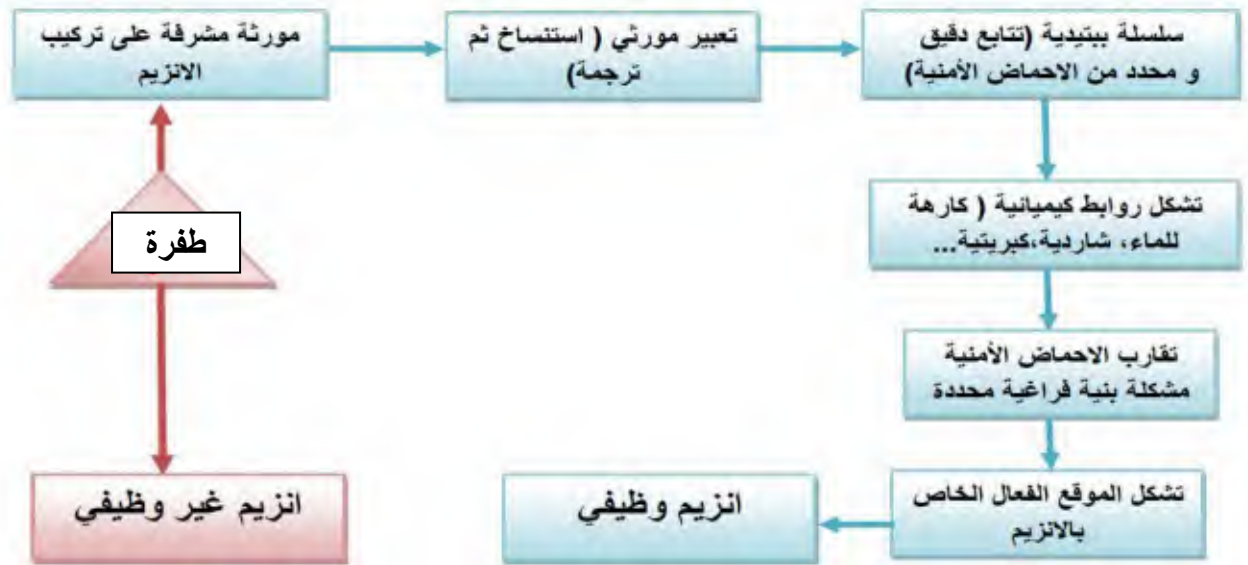 مورثة مشرفة على تركيب
الانزيم
تعبير مورثي ( استنساخ ثم
ترجمة)
سلسلة ببتيدية (تتابع دقيق
و محدد من الاحماض الأمنية)
تشكل روابط كيميائية ( كارهة
للماء، شاردية،كبريتية...
تقارب الاحماض الأمنية
مشكلة بنية فراغية محددة
تشكل الموقع الفعال الخاص
بالانزيم
انزيم وظيفي
طفرة
انزيم غير وظيفي